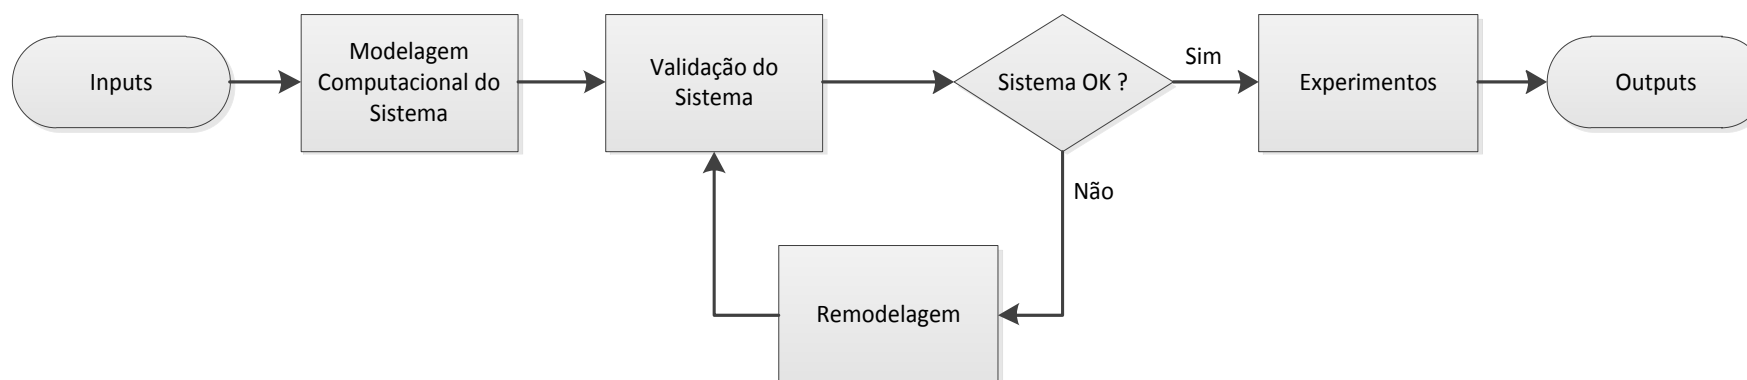 Inputs
Modelagem
Computacional do
Sistema
Validação do
Sistema
Sistema OK ?
Sim
Experimentos
Outputs
Não
Remodelagem